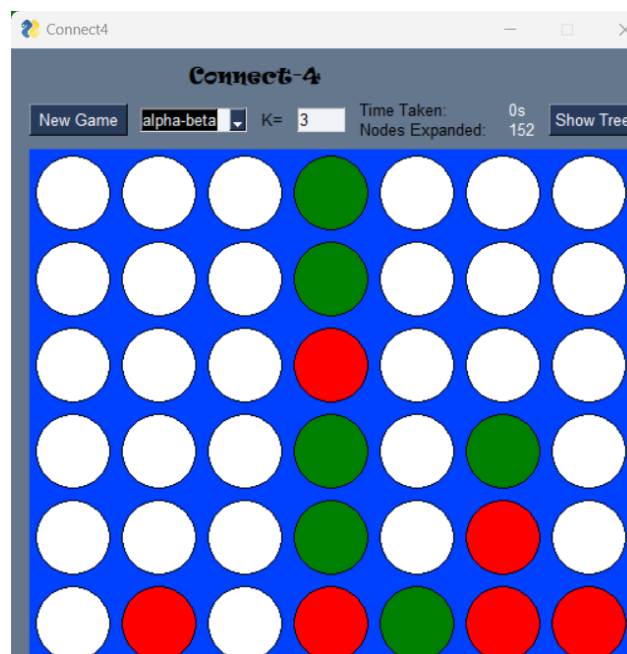 Connect4
Connect-4
New Game
alpha-beta
K= 3
Time Taken: 0s
Nodes Expanded: 152
Show Tree